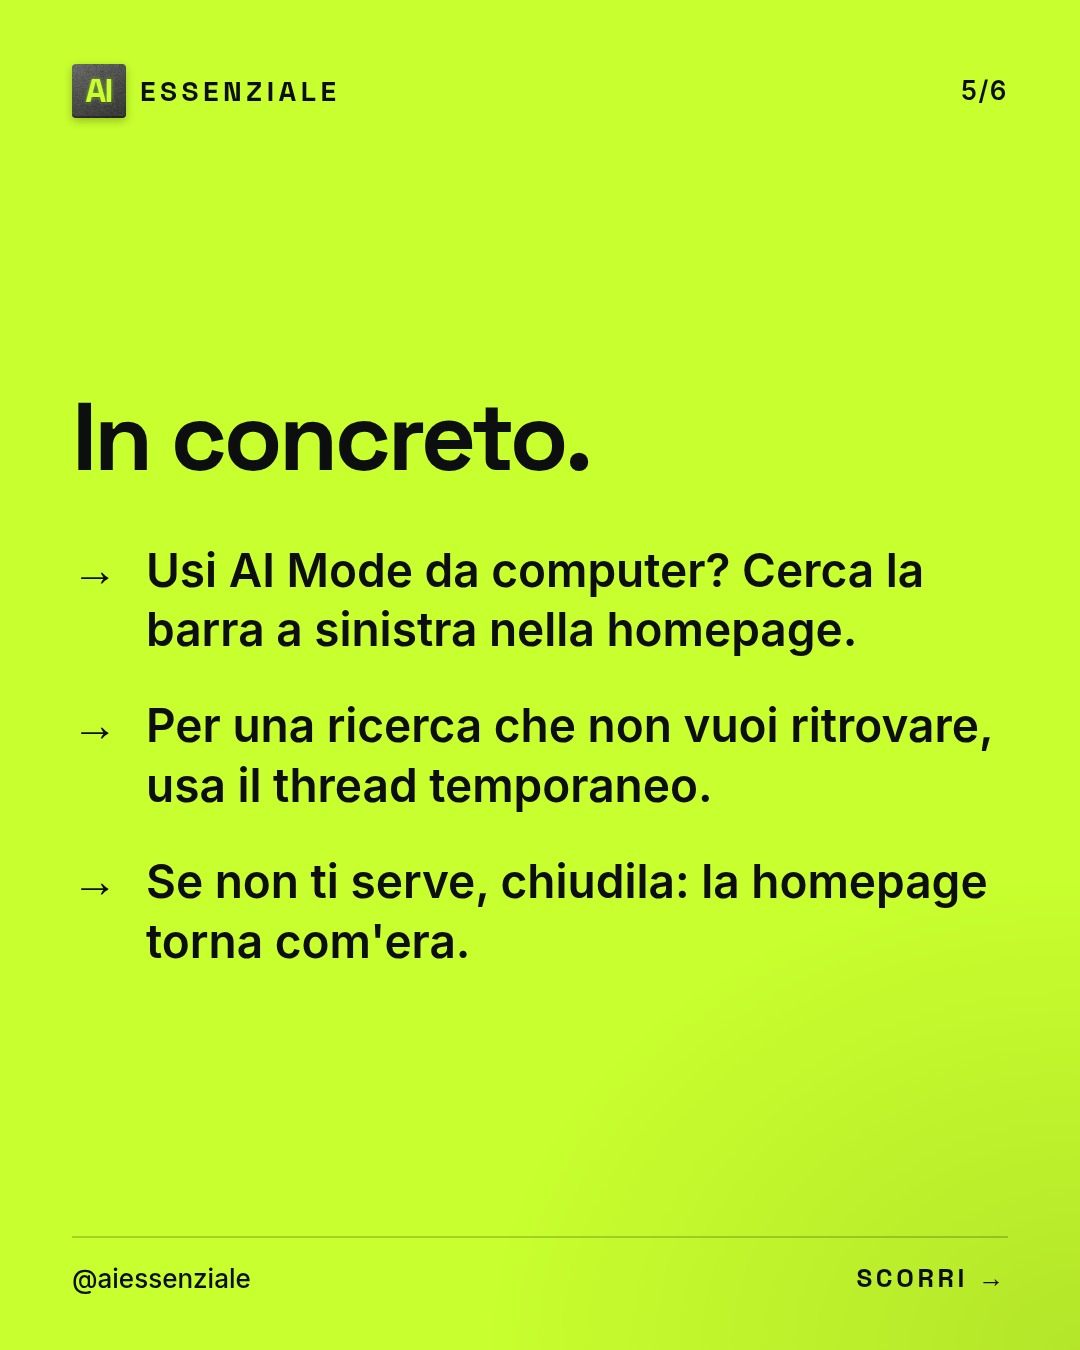 AI ESSENZIALE
5/6
In concreto.
→ Usi AI Mode da computer? Cerca la
barra a sinistra nella homepage.
→ Per una ricerca che non vuoi ritrovare,
usa il thread temporaneo.
→ Se non ti serve, chiudila: la homepage
torna com'era.
@aiessenziale
SCORRI →